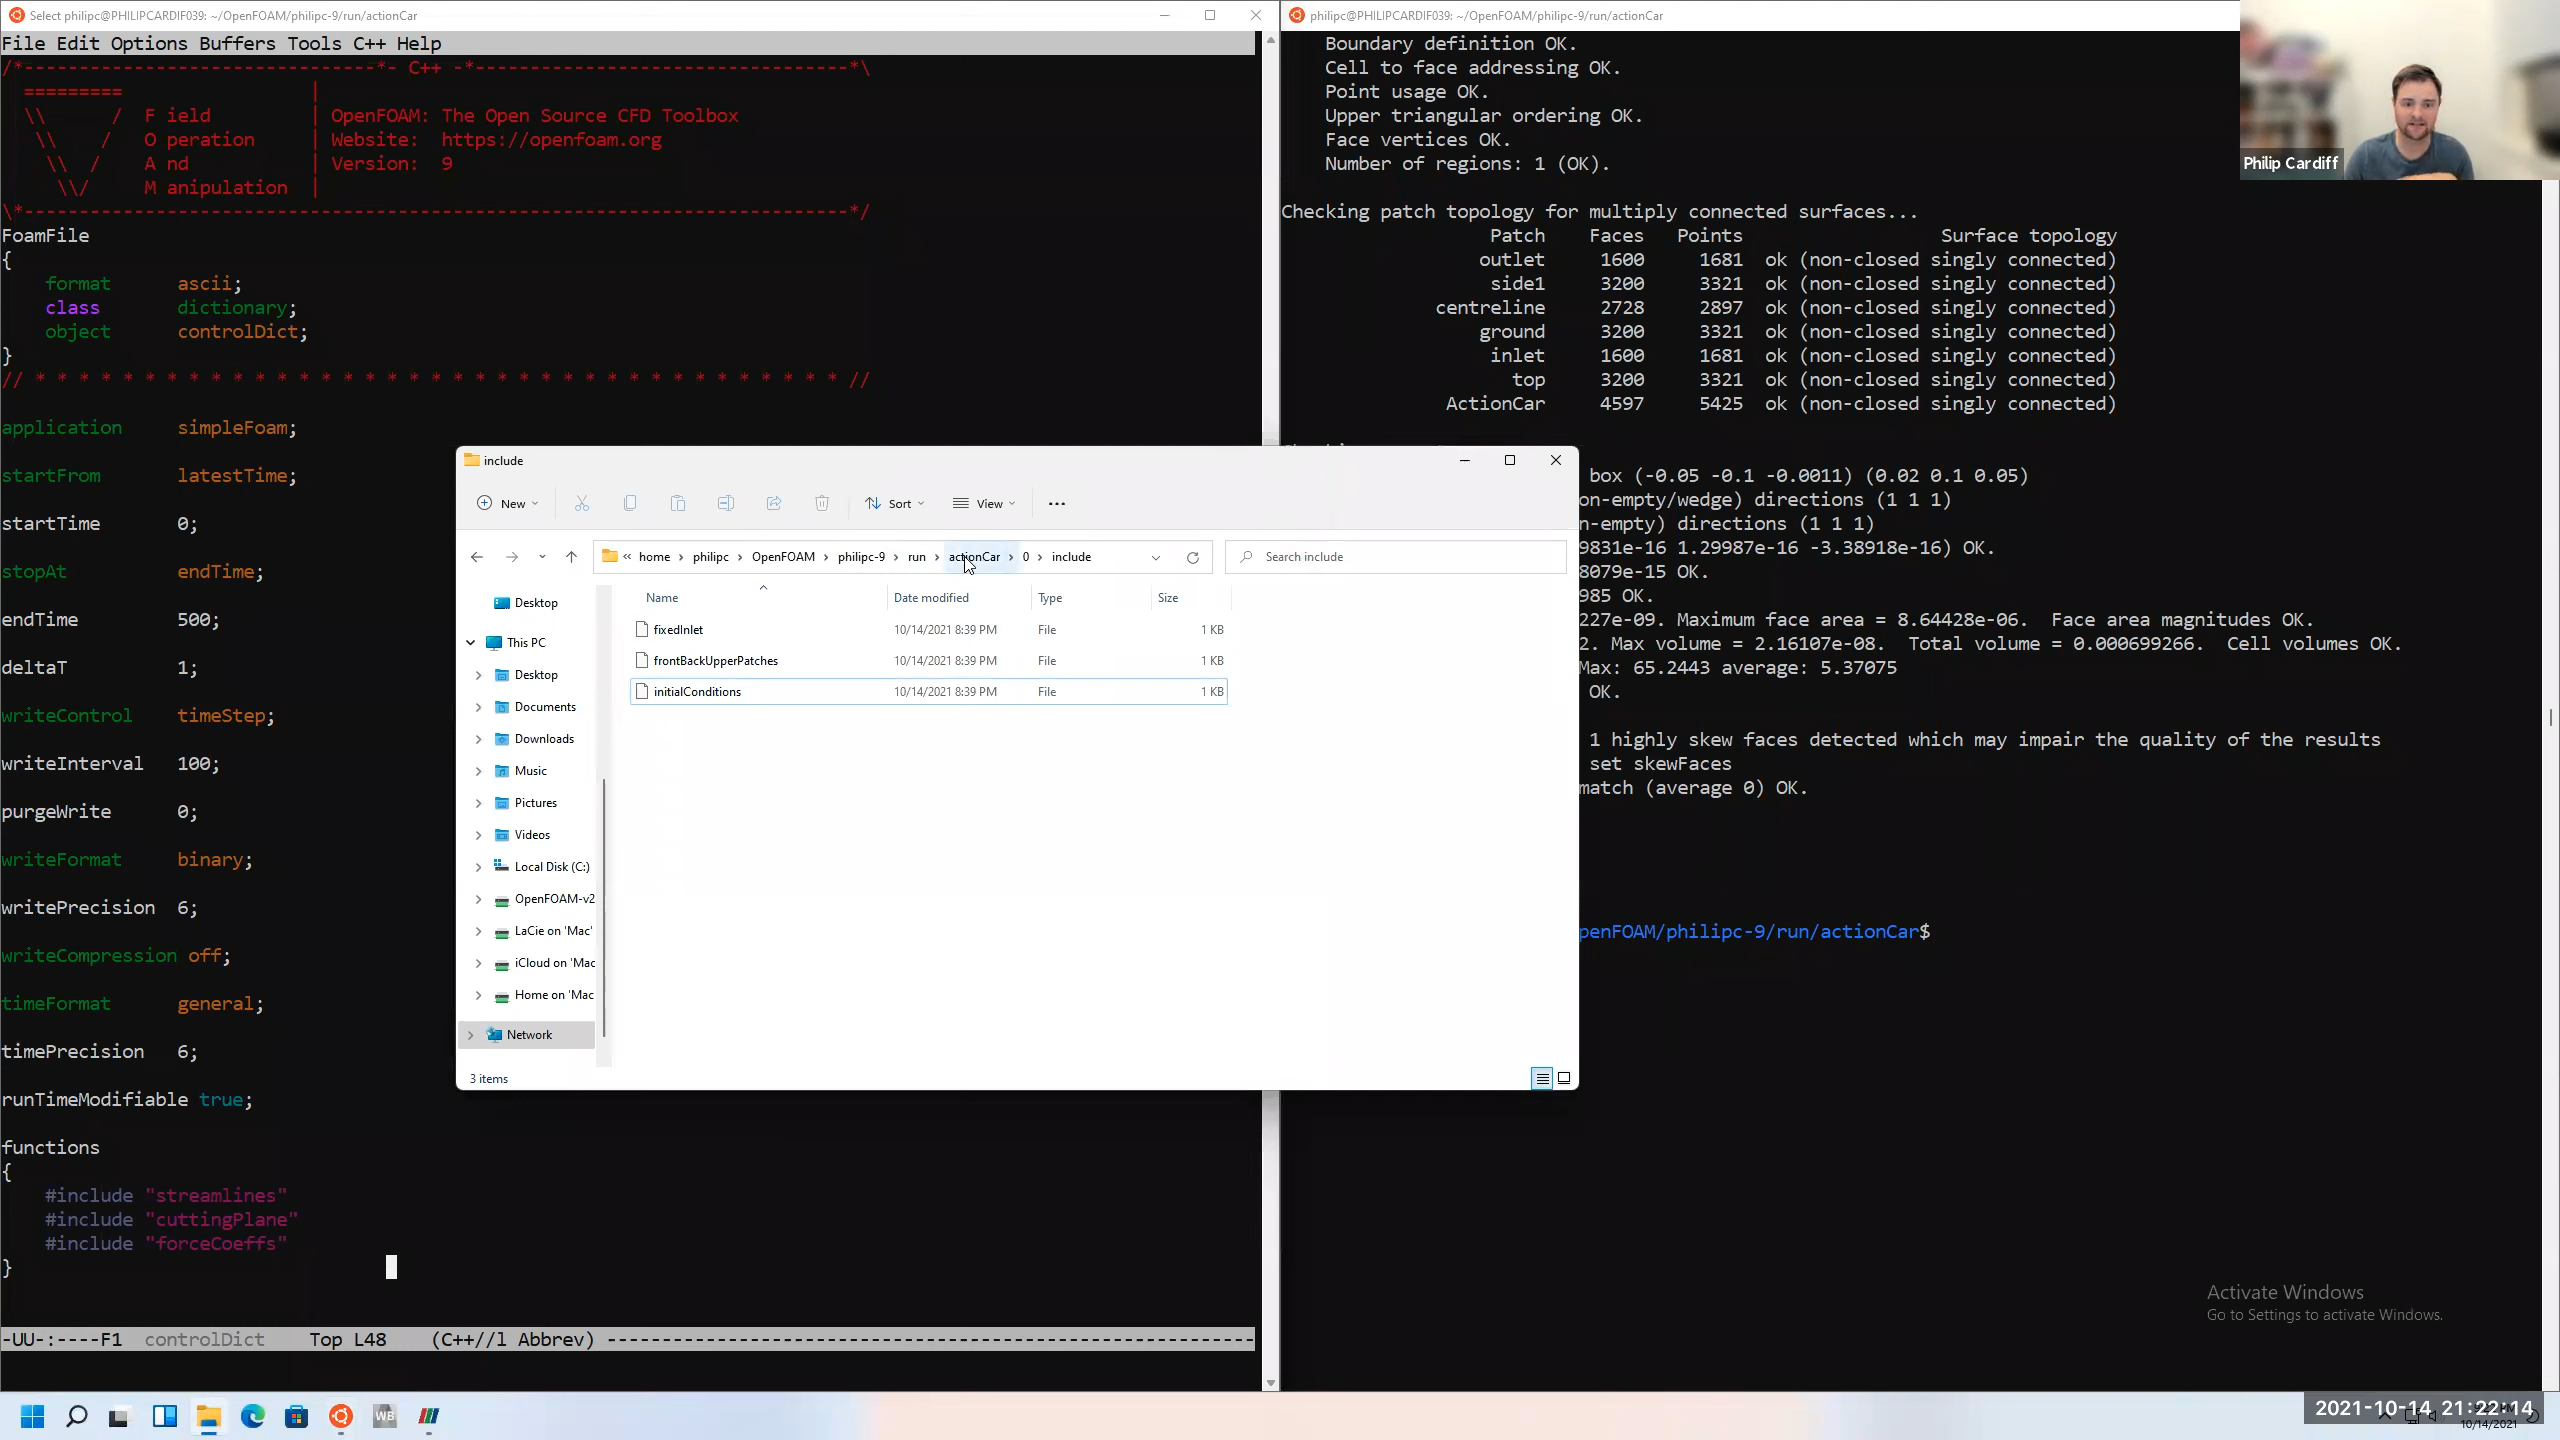 Select philipc@PHILIPCARDIF039: ~/OpenFOAM/philipc-9/run/actionCar
File Edit Options Buffers Tools C++ Help
/*--------------------------------*- C++ -*----------------------------------*\
=========                 |
\\      /  F ield         | OpenFOAM: The Open Source CFD Toolbox
\\    /   O peration     | Website:  https://openfoam.org
\\  /    A nd           | Version:  9
\\/     M anipulation  |
\*---------------------------------------------------------------------------*/
FoamFile
{
format      ascii;
class       dictionary;
object      controlDict;
}
// * * * * * * * * * * * * * * * * * * * * * * * * * * * * * * * * * * * * * //
application     simpleFoam;
startFrom       latestTime;
startTime       0;
stopAt          endTime;
endTime         500;
deltaT          1;
writeControl    timeStep;
writeInterval   100;
purgeWrite      0;
writeFormat     binary;
writePrecision  6;
writeCompression off;
timeFormat      general;
timePrecision   6;
runTimeModifiable true;
functions
{
#include "streamlines"
#include "cuttingPlane"
#include "forceCoeffs"
}
-UU-:----F1  controlDict    Top L48    (C++//l Abbrev) -----------------------------------------------------------
philipc@PHILIPCARDIF039: ~/OpenFOAM/philipc-9/run/actionCar
Boundary definition OK.
Cell to face addressing OK.
Point usage OK.
Upper triangular ordering OK.
Face vertices OK.
Number of regions: 1 (OK).
Checking patch topology for multiply connected surfaces...
Patch    Faces   Points                  Surface topology
outlet     1600     1681  ok (non-closed singly connected)
side1     3200     3321  ok (non-closed singly connected)
centreline     2728     2897  ok (non-closed singly connected)
ground     3200     3321  ok (non-closed singly connected)
inlet     1600     1681  ok (non-closed singly connected)
top     3200     3321  ok (non-closed singly connected)
ActionCar     4597     5425  ok (non-closed singly connected)
box (-0.05 -0.1 -0.0011) (0.02 0.1 0.05)
on-empty/wedge) directions (1 1 1)
n-empty) directions (1 1 1)
9831e-16 1.29987e-16 -3.38918e-16) OK.
8079e-15 OK.
985 OK.
227e-09. Maximum face area = 8.64428e-06.  Face area magnitudes OK.
2. Max volume = 2.16107e-08.  Total volume = 0.000699266.  Cell volumes OK.
Max: 65.2443 average: 5.37075
OK.
1 highly skew faces detected which may impair the quality of the results
set skewFaces
match (average 0) OK.
penFOAM/philipc-9/run/actionCar$
Philip Cardiff
include
New
Sort
View
« home > philipc > OpenFOAM > philipc-9 > run > actionCar > 0 > include
Search include
Name Date modified Type Size
fixedInlet 10/14/2021 8:39 PM File 1 KB
frontBackUpperPatches 10/14/2021 8:39 PM File 1 KB
initialConditions 10/14/2021 8:39 PM File 1 KB
Desktop
This PC
Desktop
Documents
Downloads
Music
Pictures
Videos
Local Disk (C:)
OpenFOAM-v2
LaCie on 'Mac'
iCloud on 'Mac
Home on 'Mac
Network
3 items
Activate Windows
Go to Settings to activate Windows.
WB
2021-10-14 21:22:14
10/14/2021